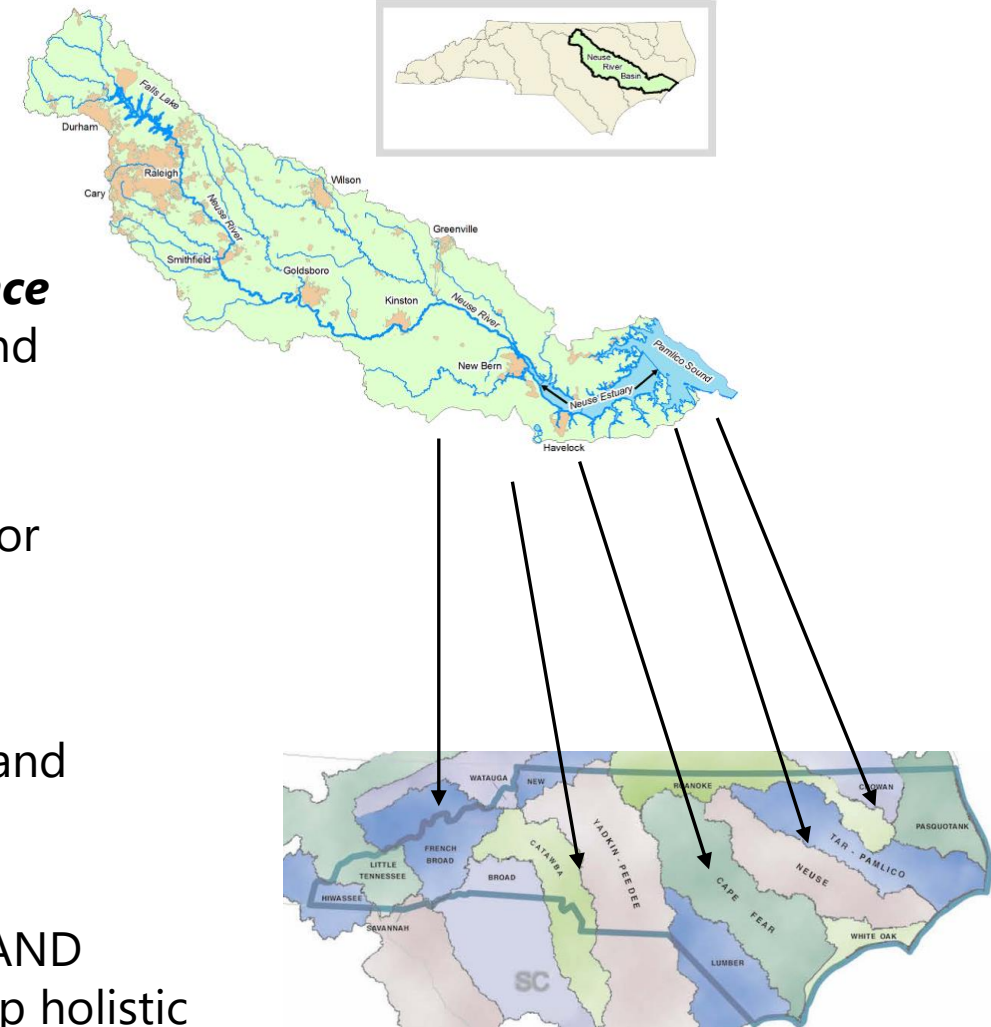 Neuse
River
Basin
Falls Lake
Durham
Raleigh
Cary
Neuse River
Wilson
Greenville
Smithfield
Goldsboro
Kinston
Neuse River
New Bern
Pamlico Sound
Neuse Estuary
Havelock
nce
nd
or
and
AND
p holistic
WATAUGA
NEW
ROANOKE
CHOWAN
PASQUOTANK
FRENCH
BROAD
LITTLE
TENNESSEE
HIWASSEE
SAVANNAH
BROAD
CATAWBA
YADKIN - PEE DEE
CAPE FEAR
NEUSE
TAR - PAMLICO
WHITE OAK
LUMBER
SC